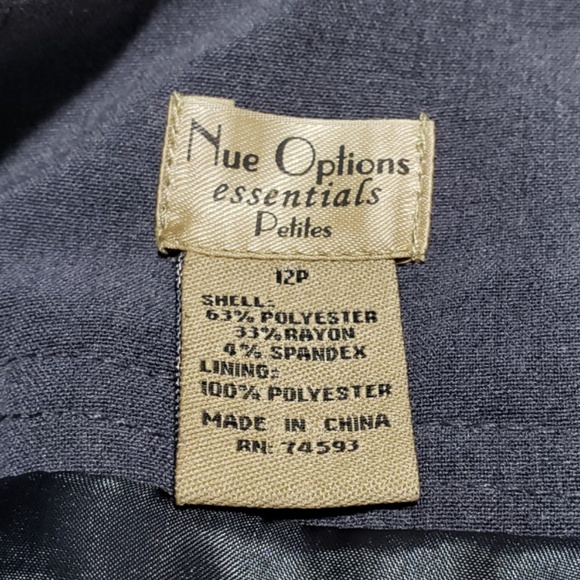 Nue Options
essentials
Petites
12P
SHELL:
63% POLYESTER
33% RAYON
4% SPANDEX
LINING:
100% POLYESTER
MADE IN CHINA
RN: 74593